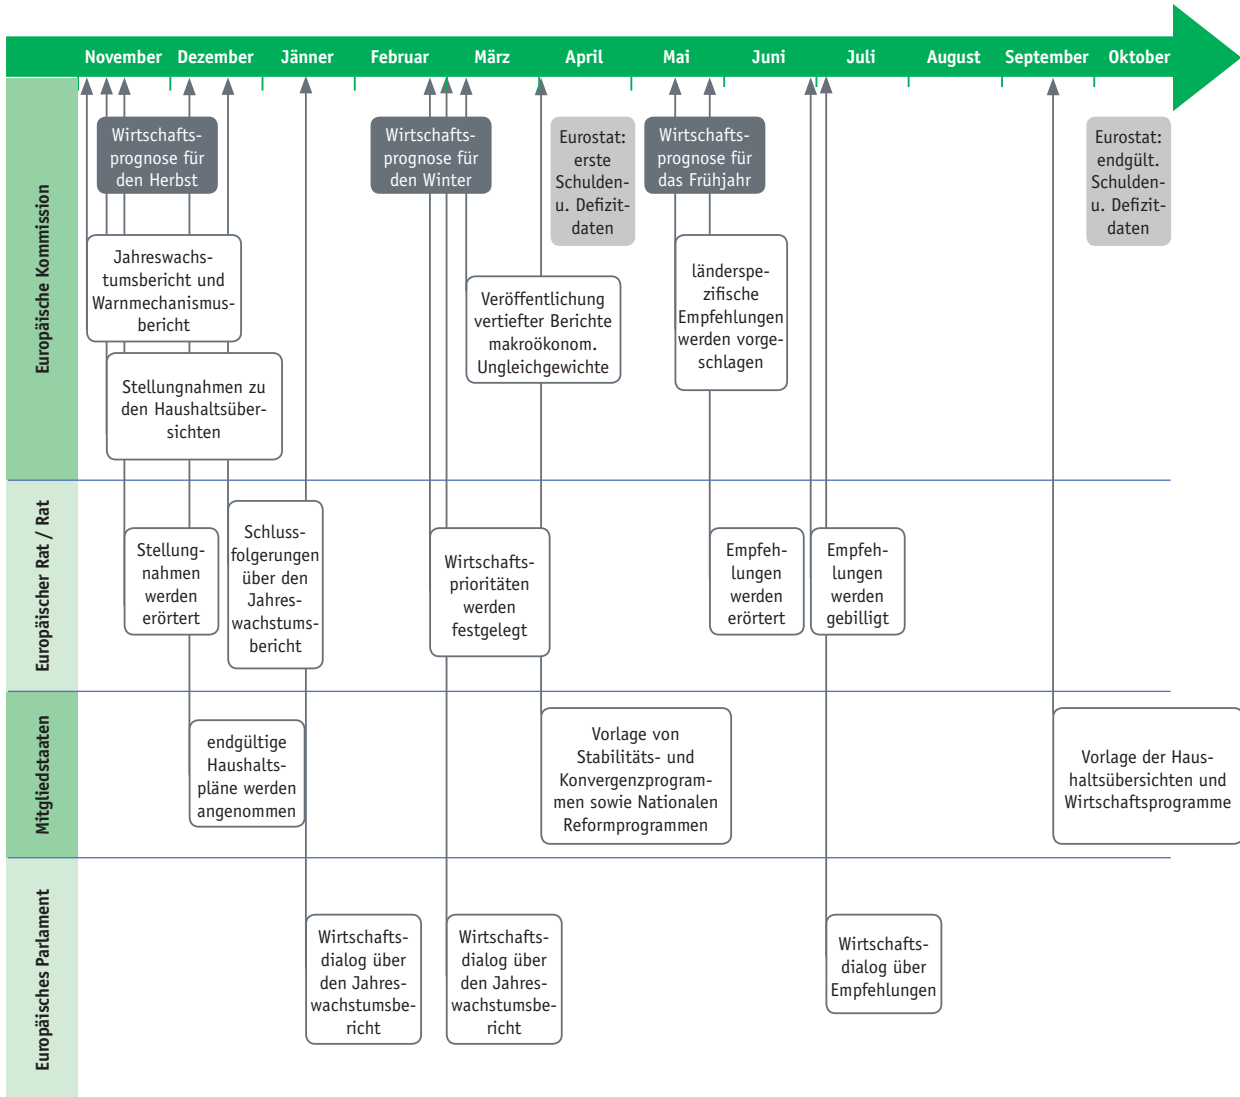 November Dezember Jänner Februar März April Mai Juni Juli August September Oktober
Europäische Kommission
Wirtschafts-
prognose für
den Herbst
Wirtschafts-
prognose für
den Winter
Eurostat:
erste
Schulden-
u. Defizit-
daten
Wirtschafts-
prognose für
das Frühjahr
Eurostat:
endgült.
Schulden-
u. Defizit-
daten
Jahreswachs-
tumsbericht und
Warnmechanismus-
bericht
Veröffentlichung
vertiefter Berichte
makroökonom.
Ungleichgewichte
länderspe-
zifische
Empfehlungen
werden vorge-
schlagen
Stellungnahmen zu
den Haushaltsüber-
sichten
Europäischer Rat / Rat
Stellung-
nahmen
werden
erörtert
Schluss-
folgerungen
über den
Jahres-
wachstums-
bericht
Wirtschafts-
prioritäten
werden
festgelegt
Empfeh-
lungen
werden
erörtert
Empfeh-
lungen
werden
gebilligt
Mitgliedstaaten
endgültige
Haushalts-
pläne werden
angenommen
Vorlage von
Stabilitäts- und
Konvergenzprogram-
men sowie Nationalen
Reformprogrammen
Vorlage der Haus-
haltsübersichten und
Wirtschaftsprogramme
Europäisches Parlament
Wirtschafts-
dialog über
den Jahres-
wachstumsbe-
richt
Wirtschafts-
dialog über
den Jahres-
wachstumsbe-
richt
Wirtschafts-
dialog über
Empfehlungen